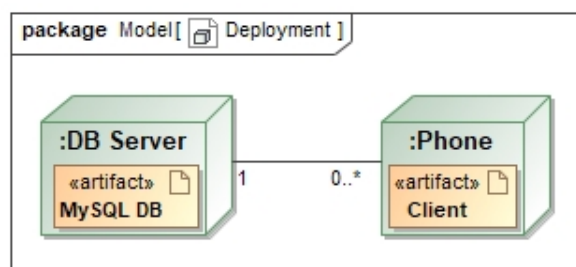 package Model[ Deployment ]
:DB Server
«artifact»
MySQL DB
1
0..*
:Phone
«artifact»
Client